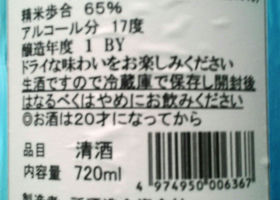 精米歩合 65%
アルコール分 17度
醸造年度 1 BY
ドライな味わいをお楽しみください
生酒ですので冷蔵庫で保存し開封後
はなるべくはやめにお飲みください
◎お酒は20才になってから
品目 清酒
内容量 720ml
4974950006367